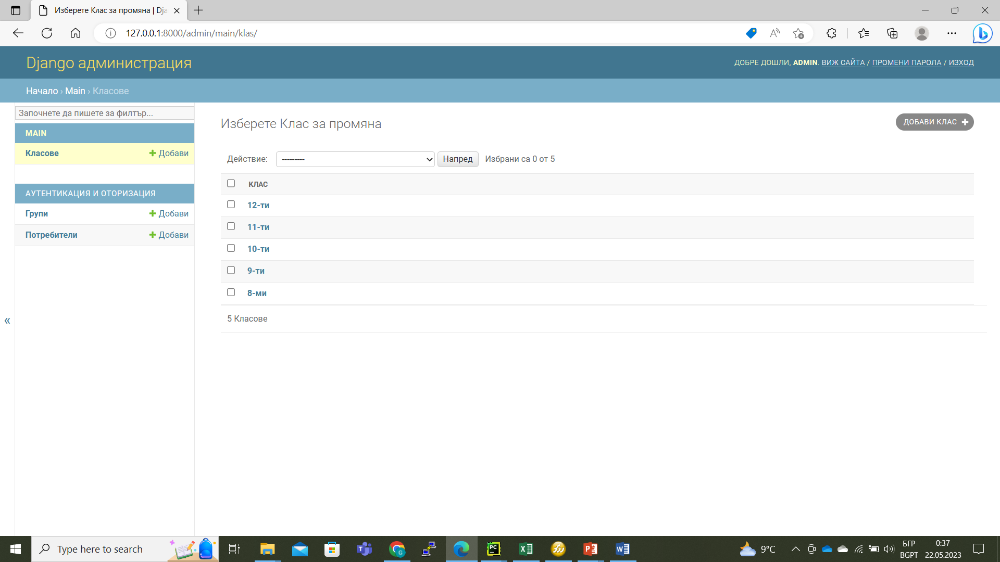 Изберете Клас за промяна | Dja
127.0.0.1:8000/admin/main/klas/
Django администрация
ДОБРЕ ДОШЛИ, ADMIN. ВИЖ САЙТА / ПРОМЕНИ ПАРОЛА / ИЗХОД
Начало › Main › Класове
Започнете да пишете за филтър...
MAIN
Класове
Добави
АУТЕНТИКАЦИЯ И ОТОРИЗАЦИЯ
Групи
Добави
Потребители
Добави
«
Изберете Клас за промяна
ДОБАВИ КЛАС
Действие: --------- Напред Избрани са 0 от 5
КЛАС
12-ти
11-ти
10-ти
9-ти
8-ми
5 Класове
Type here to search
9°C
БГР
BGPT
0:37
22.05.2023